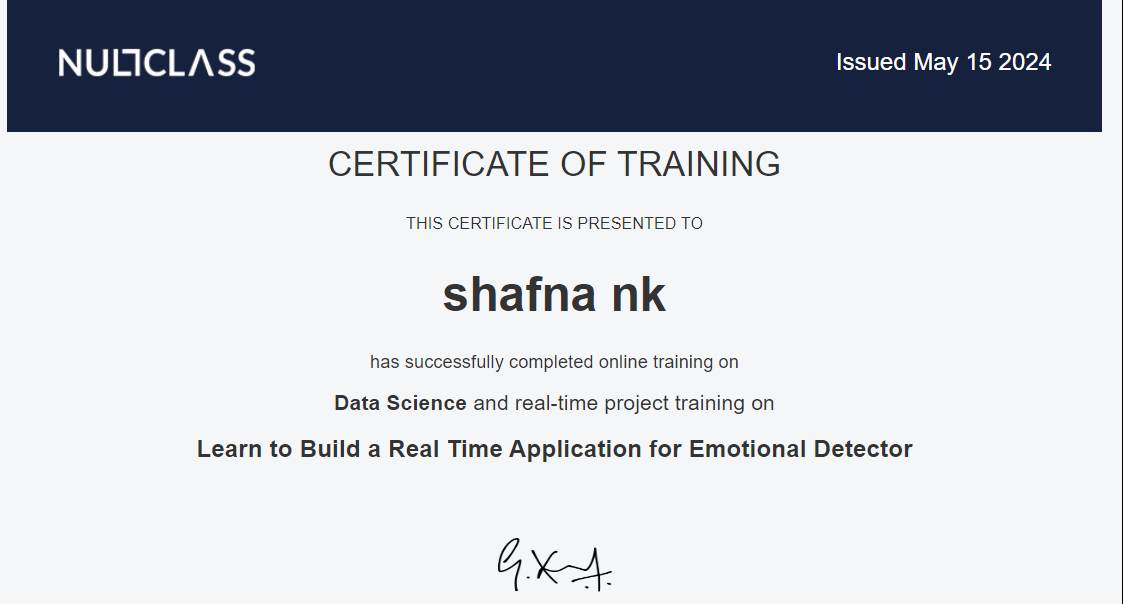 NULLCLASS
Issued May 15 2024
CERTIFICATE OF TRAINING
THIS CERTIFICATE IS PRESENTED TO
shafna nk
has successfully completed online training on
Data Science and real-time project training on
Learn to Build a Real Time Application for Emotional Detector